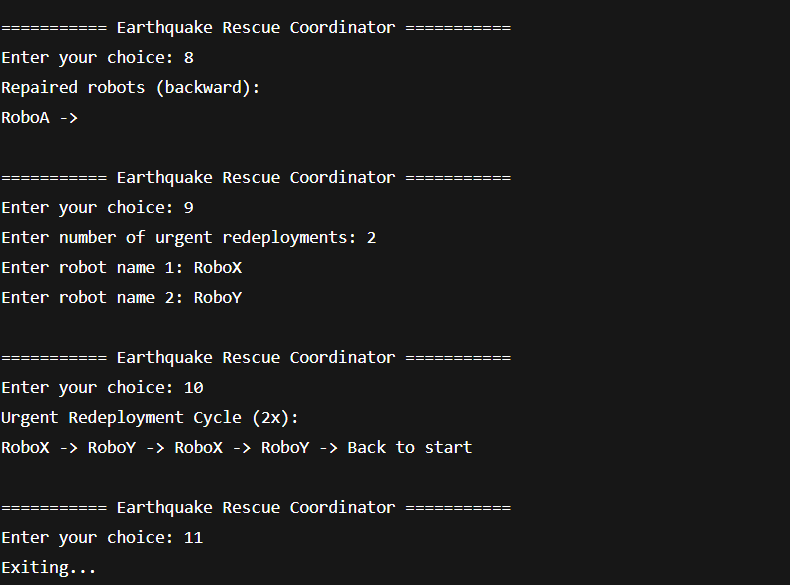 =========== Earthquake Rescue Coordinator ===========
Enter your choice: 8
Repaired robots (backward):
RoboA ->
=========== Earthquake Rescue Coordinator ===========
Enter your choice: 9
Enter number of urgent redeployments: 2
Enter robot name 1: RoboX
Enter robot name 2: RoboY
=========== Earthquake Rescue Coordinator ===========
Enter your choice: 10
Urgent Redeployment Cycle (2x):
RoboX -> RoboY -> RoboX -> RoboY -> Back to start
=========== Earthquake Rescue Coordinator ===========
Enter your choice: 11
Exiting...